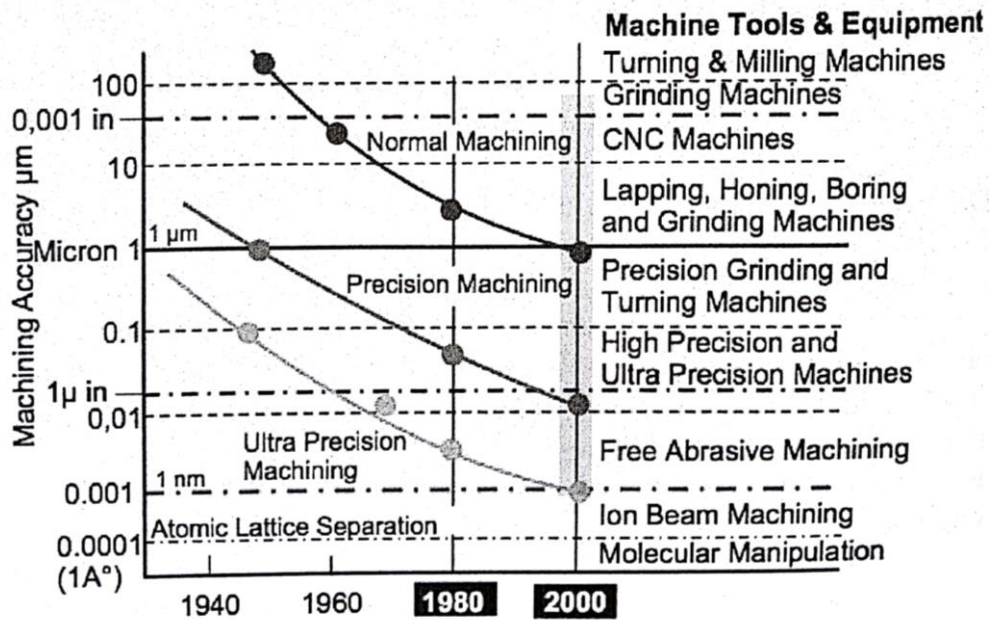 Machine Tools & Equipment
Turning & Milling Machines
100
Grinding Machines
0,001 in
Normal Machining
CNC Machines
10
Lapping, Honing, Boring
and Grinding Machines
1 µm
Micron 1
Precision Machining
Precision Grinding and
Turning Machines
0.1
High Precision and
Ultra Precision Machines
1µ in
0,01
Ultra Precision
Machining
Free Abrasive Machining
1 nm
0.001
Ion Beam Machining
Atomic Lattice Separation
0.0001
(1A°)
Molecular Manipulation
1940
1960
1980
2000
Machining Accuracy µm